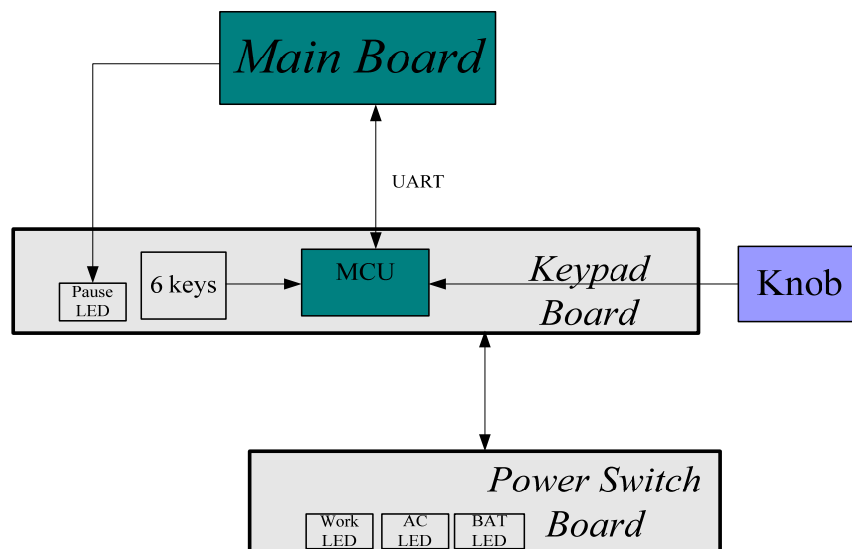 Main Board
UART
Pause
LED
6 keys
MCU
Keypad
Board
Knob
Power Switch
Board
Work
LED
AC
LED
BAT
LED